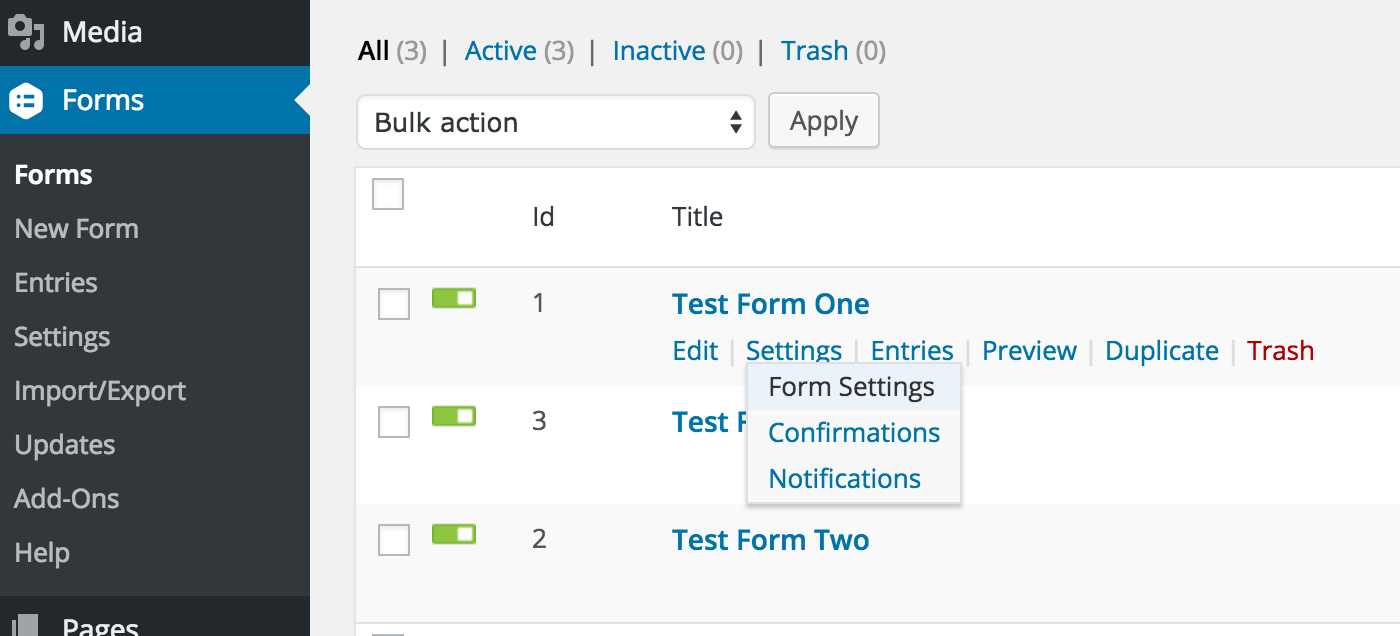 Media
Forms
Forms
New Form
Entries
Settings
Import/Export
Updates
Add-Ons
Help
Pages
All (3) | Active (3) | Inactive (0) | Trash (0)
Bulk action Apply
Id Title
1 Test Form One
Edit | Settings | Entries | Preview | Duplicate | Trash
Form Settings
3 Test
Confirmations
Notifications
2 Test Form Two